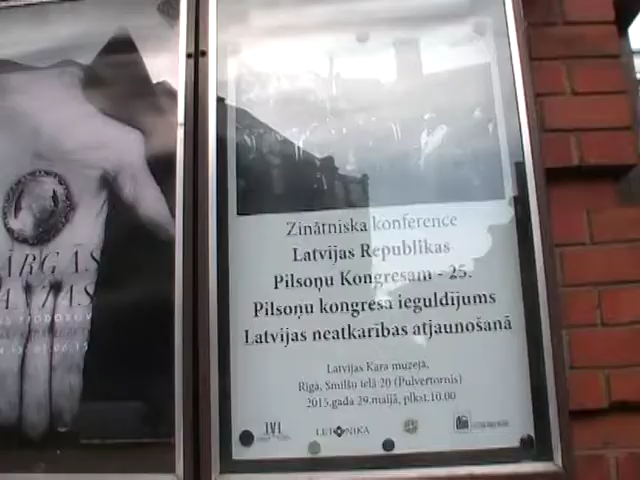 Zinātniska konference
Latvijas Republikas
Pilsoņu Kongresam - 25.
Pilsoņu kongresa ieguldījums
Latvijas neatkarības atjaunošanā
Latvijas Kara muzejā,
Rīgā, Smilšu ielā 20 (Pulvertornis)
2015.gada 29.maijā, plkst.10.00
LVI
LETONIKA